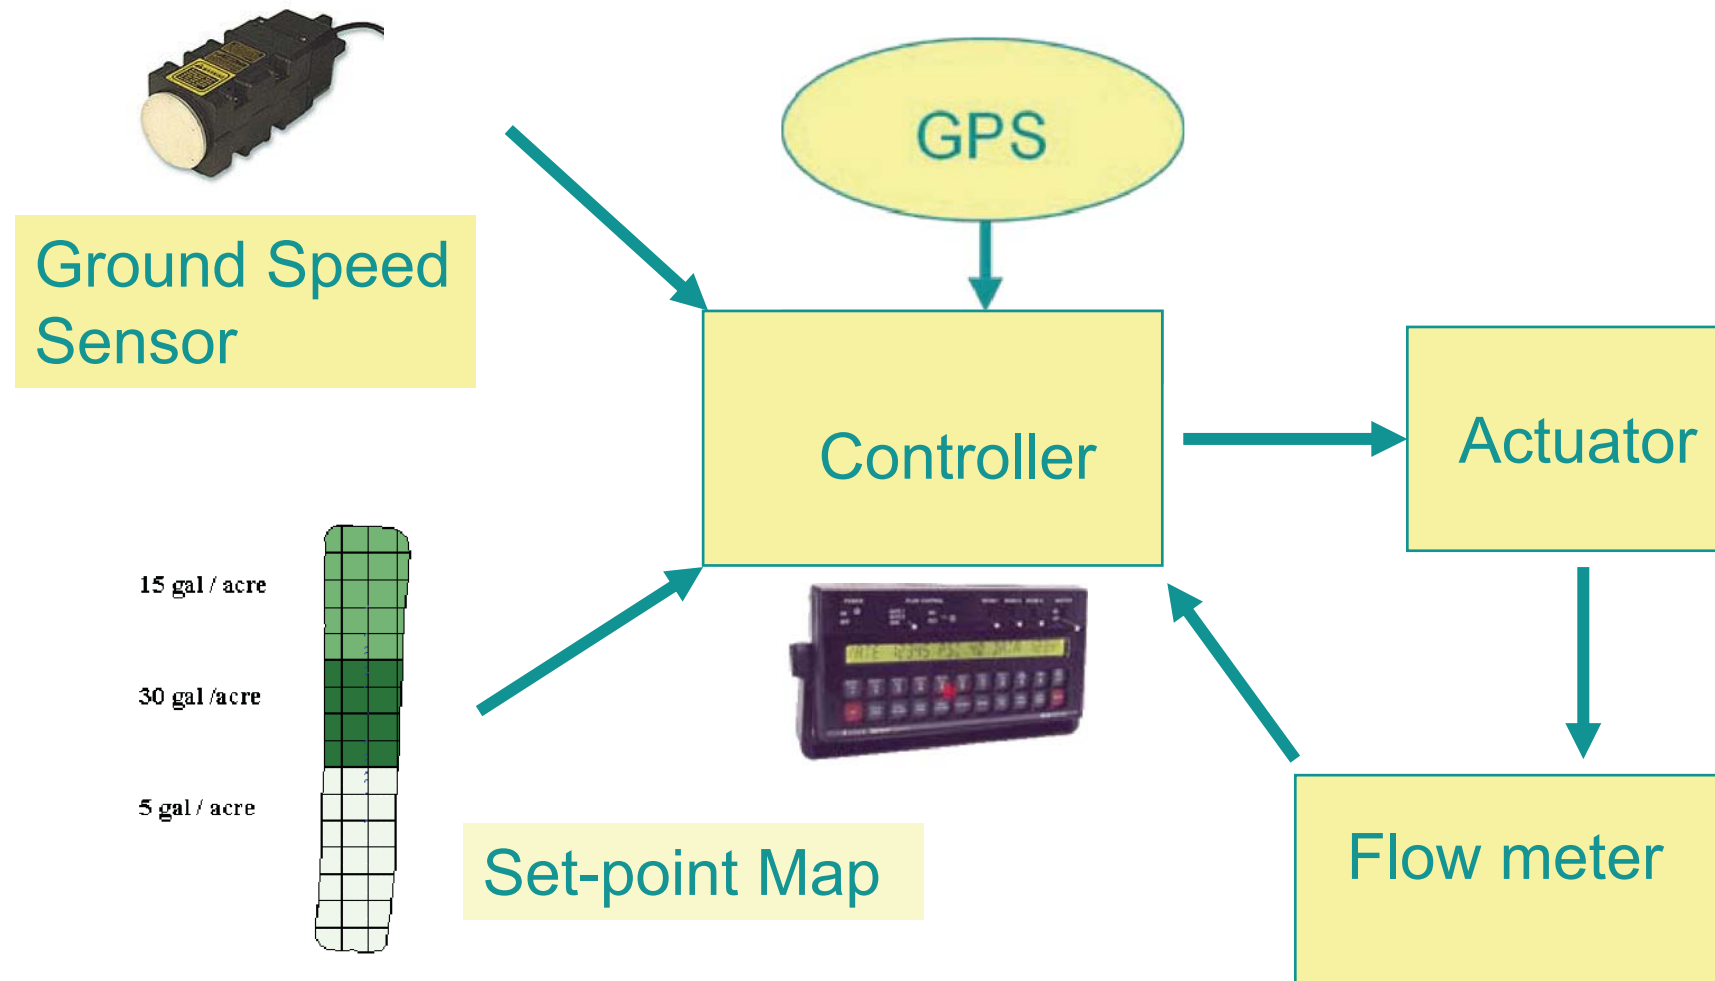 GPS
Ground Speed
Sensor
Controller
Actuator
15 gal / acre
30 gal /acre
5 gal / acre
Set-point Map
Flow meter